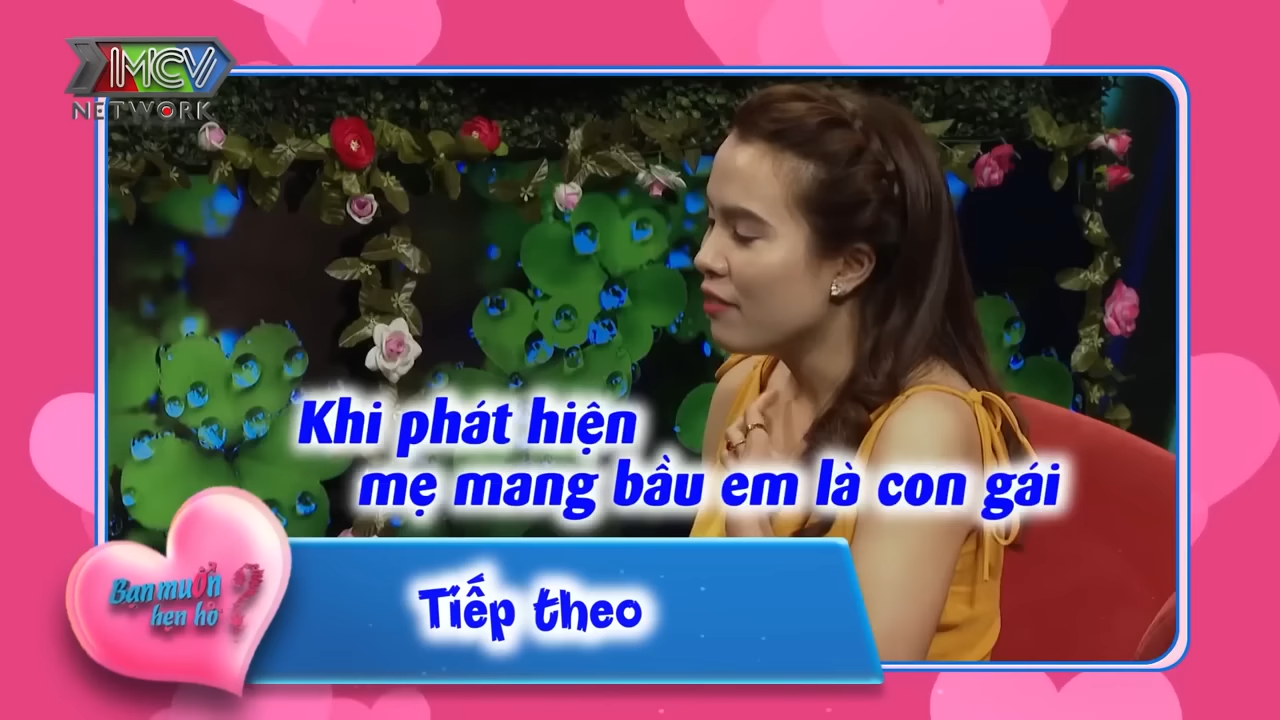 MCV
NETWORK
Khi phát hiện
mẹ mang bầu em là con gái
Bạn muốn
hẹn hò
Tiếp theo